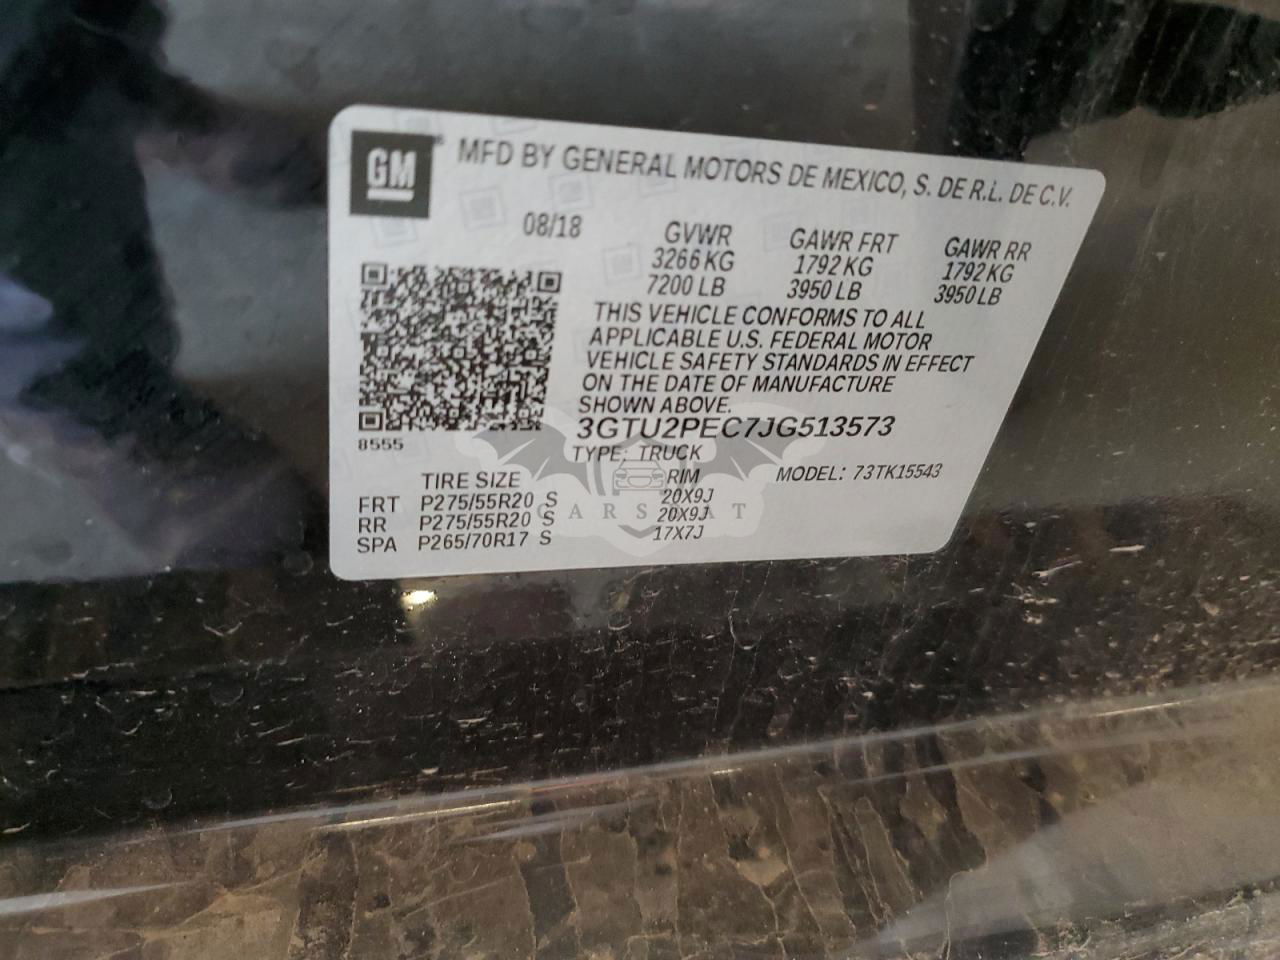 GM ® MFD BY GENERAL MOTORS DE MEXICO, S. DE R.L. DE C.V.
08/18 GVWR GAWR FRT GAWR RR
3266 KG 1792 KG 1792 KG
7200 LB 3950 LB 3950 LB
THIS VEHICLE CONFORMS TO ALL
APPLICABLE U.S. FEDERAL MOTOR
VEHICLE SAFETY STANDARDS IN EFFECT
ON THE DATE OF MANUFACTURE
SHOWN ABOVE.
3GTU2PEC7JG513573
8555 TYPE: TRUCK
TIRE SIZE RIM MODEL: 73TK15543
FRT P275/55R20 S 20X9J
RR P275/55R20 S 20X9J
SPA P265/70R17 S 17X7J